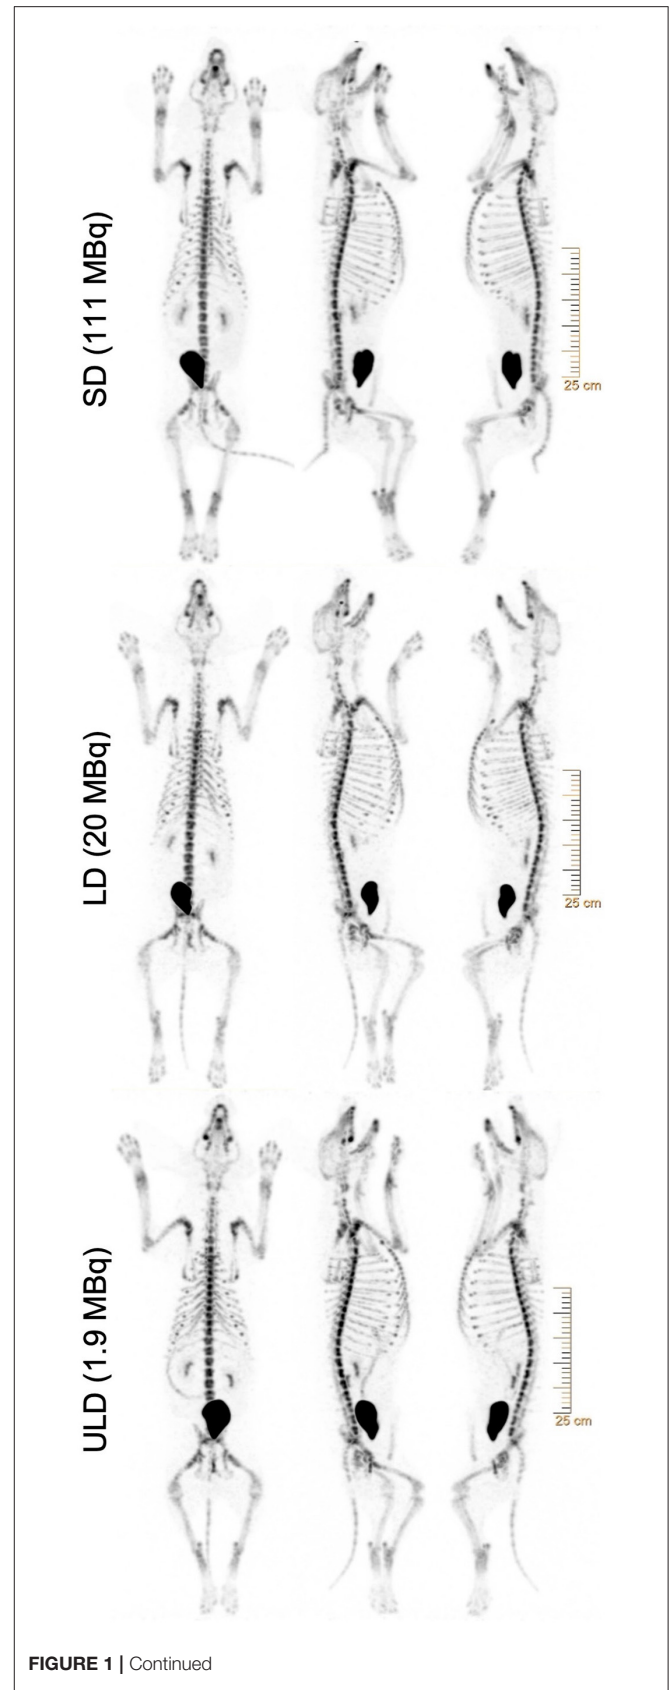 SD (111 MBq)
25 cm
LD (20 MBq)
25 cm
ULD (1.9 MBq)
25 cm
FIGURE 1 | Continued